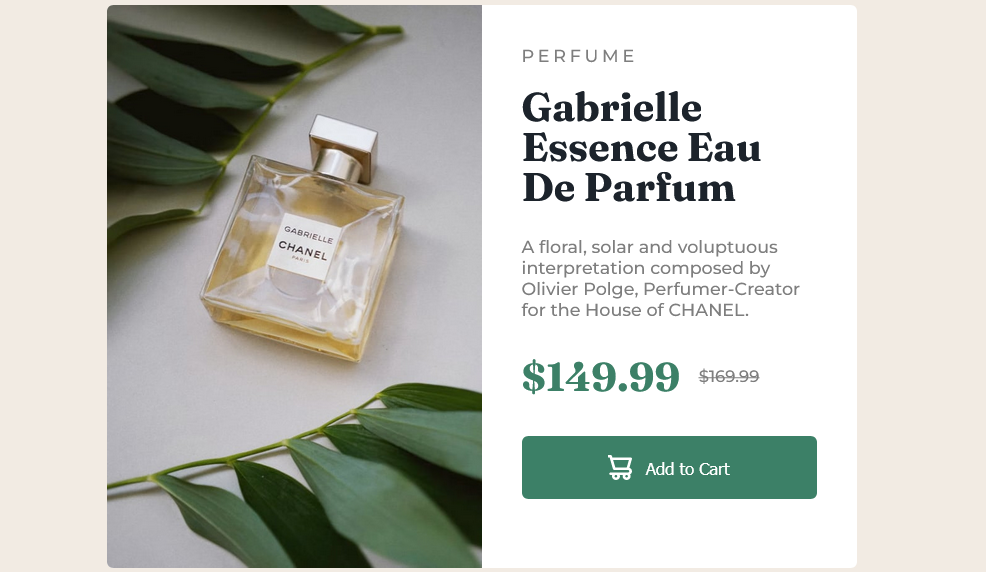 GABRIELLE
CHANEL
PARIS
PERFUME
Gabrielle
Essence Eau
De Parfum
A floral, solar and voluptuous
interpretation composed by
Olivier Polge, Perfumer-Creator
for the House of CHANEL.
$149.99 $169.99
Add to Cart